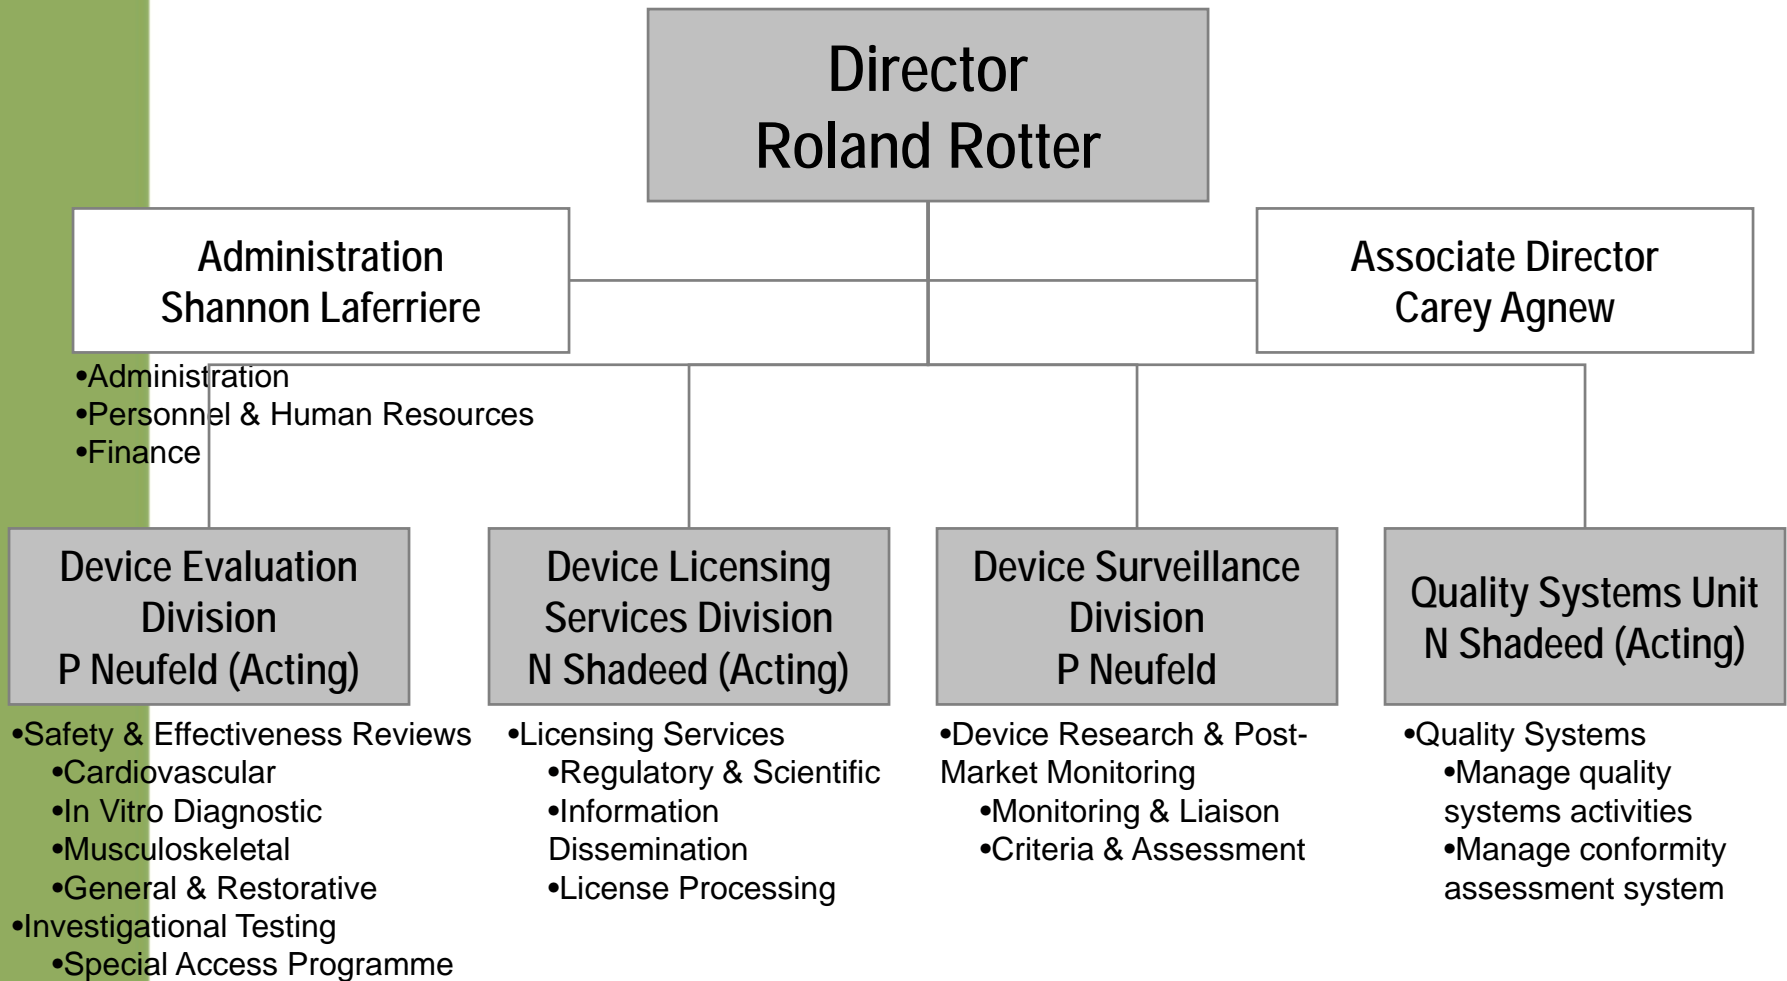 Director
Roland Rotter
Administration
Shannon Laferriere
Associate Director
Carey Agnew
•Administration
•Personnel & Human Resources
•Finance
Device Evaluation
Division
P Neufeld (Acting)
•Safety & Effectiveness Reviews
•Cardiovascular
•In Vitro Diagnostic
•Musculoskeletal
•General & Restorative
•Investigational Testing
•Special Access Programme
Device Licensing
Services Division
N Shadeed (Acting)
•Licensing Services
•Regulatory & Scientific
•Information
Dissemination
•License Processing
Device Surveillance
Division
P Neufeld
•Device Research & Post-
Market Monitoring
•Monitoring & Liaison
•Criteria & Assessment
Quality Systems Unit
N Shadeed (Acting)
•Quality Systems
•Manage quality
systems activities
•Manage conformity
assessment system